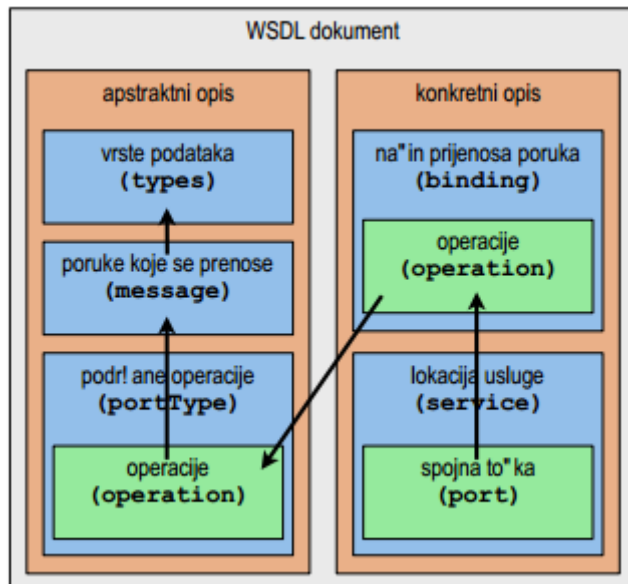 WSDL dokument
apstraktni opis
vrste podataka
(types)
poruke koje se prenose
(message)
podr! ane operacije
(portType)
operacije
(operation)
konkretni opis
na"in prijenosa poruka
(binding)
operacije
(operation)
lokacija usluge
(service)
spojna to"ka
(port)